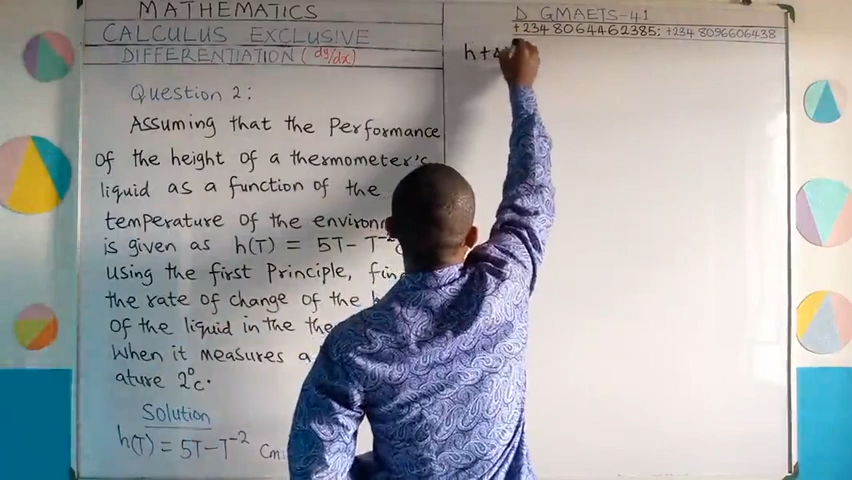 MATHEMATICS
CALCULUS EXCLUSIVE
DIFFERENTIATION (dy/dx)
Question 2:
Assuming that the Performance
of the height of a thermometer's
liquid as a function of the
temperature of the
is given as h(T) = 5T - T⁻²
using the first Principle,
the rate of change of the
of the liquid in the
When it measures a
ature 2°c.
Solution
h(T) = 5T - T⁻² Cm
D GMAETS-41
+234 8064462385; +234 8096606438
h+